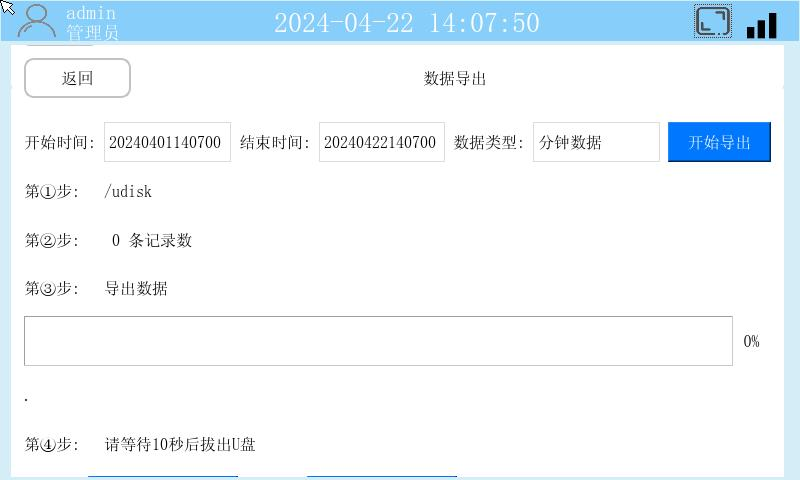 admin
管理员
2024-04-22 14:07:50
返回
数据导出
开始时间: 20240401140700 结束时间: 20240422140700 数据类型: 分钟数据 开始导出
第①步: /udisk
第②步: 0 条记录数
第③步: 导出数据
0%
.
第④步: 请等待10秒后拔出U盘